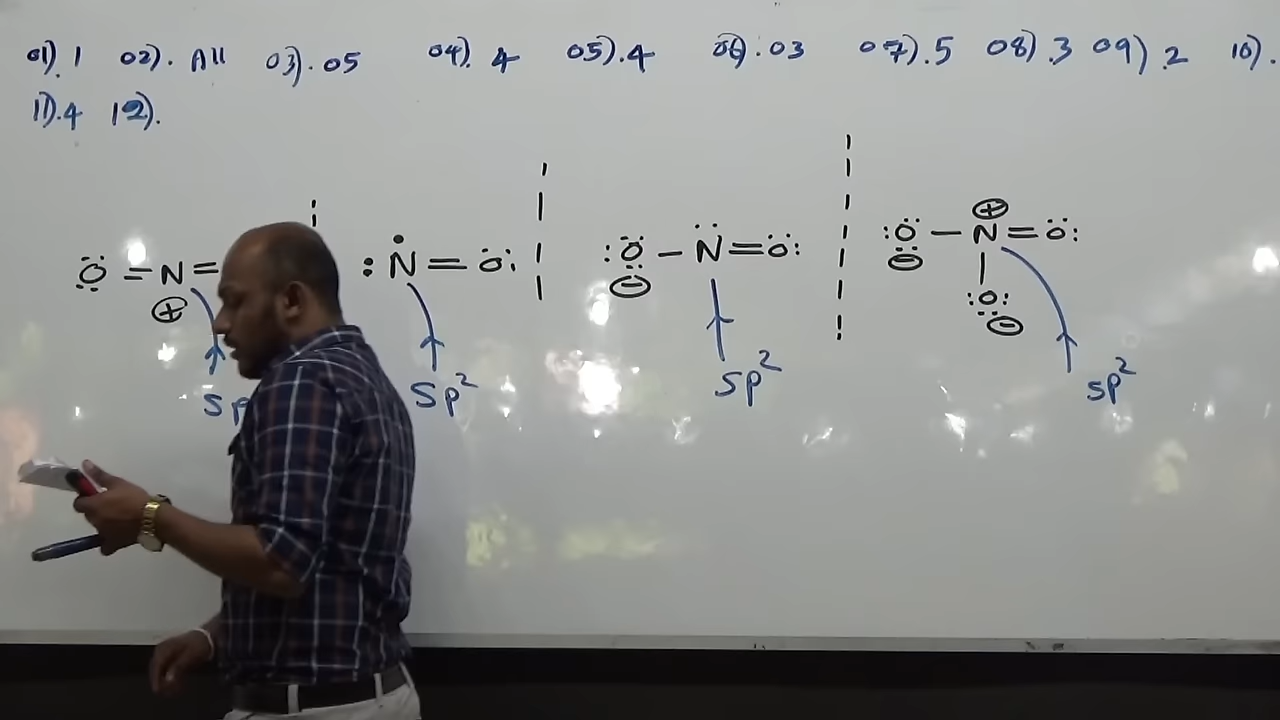 01). 1 02). All 03). 05 04). 4 05). 4 06). 03 07). 5 08). 3 09). 2 10).
11). 4 12).
:Ö – N = Ö:
⊕
Ö = N = :Ṅ = Ö: :Ö – N̈ = Ö:
⊕ ⊖ ⊖ :Ö: ⊖
sp² sp² sp²
sp